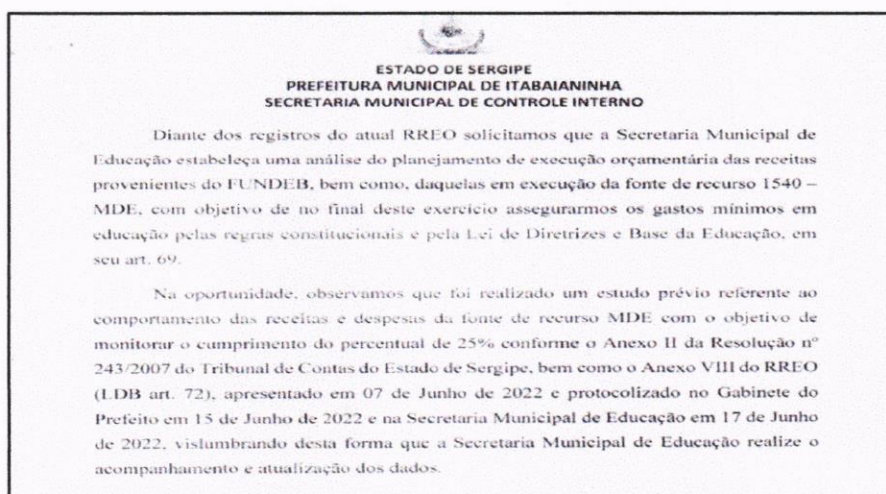 ESTADO DE SERGIPE
PREFEITURA MUNICIPAL DE ITABAIANINHA
SECRETARIA MUNICIPAL DE CONTROLE INTERNO
Diante dos registros do atual RREO solicitamos que a Secretaria Municipal de
Educação estabeleça uma análise do planejamento de execução orçamentária das receitas
provenientes do FUNDEB, bem como, daquelas em execução da fonte de recurso 1540 –
MDE, com objetivo de no final deste exercício assegurarmos os gastos mínimos em
educação pelas regras constitucionais e pela Lei de Diretrizes e Base da Educação, em
seu art. 69.
Na oportunidade, observamos que foi realizado um estudo prévio referente ao
comportamento das receitas e despesas da fonte de recurso MDE com o objetivo de
monitorar o cumprimento do percentual de 25% conforme o Anexo II da Resolução nº
243/2007 do Tribunal de Contas do Estado de Sergipe, bem como o Anexo VIII do RREO
(LDB art. 72), apresentado em 07 de Junho de 2022 e protocolizado no Gabinete do
Prefeito em 15 de Junho de 2022 e na Secretaria Municipal de Educação em 17 de Junho
de 2022, vislumbrando desta forma que a Secretaria Municipal de Educação realize o
acompanhamento e atualização dos dados.